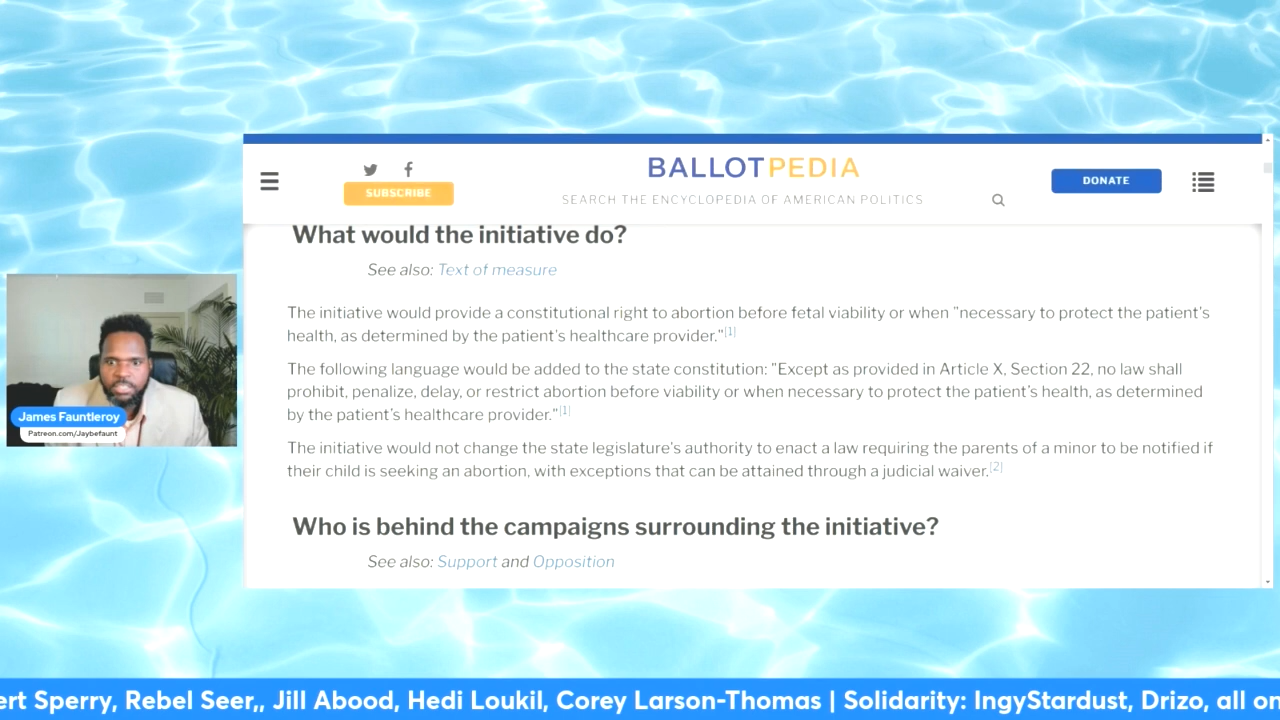 BALLOTPEDIA
SUBSCRIBE
SEARCH THE ENCYCLOPEDIA OF AMERICAN POLITICS
DONATE
What would the initiative do?
See also: Text of measure
The initiative would provide a constitutional right to abortion before fetal viability or when "necessary to protect the patient's
health, as determined by the patient's healthcare provider."[1]
The following language would be added to the state constitution: "Except as provided in Article X, Section 22, no law shall
prohibit, penalize, delay, or restrict abortion before viability or when necessary to protect the patient's health, as determined
by the patient’s healthcare provider."[1]
The initiative would not change the state legislature's authority to enact a law requiring the parents of a minor to be notified if
their child is seeking an abortion, with exceptions that can be attained through a judicial waiver.[2]
Who is behind the campaigns surrounding the initiative?
See also: Support and Opposition
James Fauntleroy
Patreon.com/Jaybefaunt
ert Sperry, Rebel Seer,, Jill Abood, Hedi Loukil, Corey Larson-Thomas | Solidarity: IngyStardust, Drizo, all on